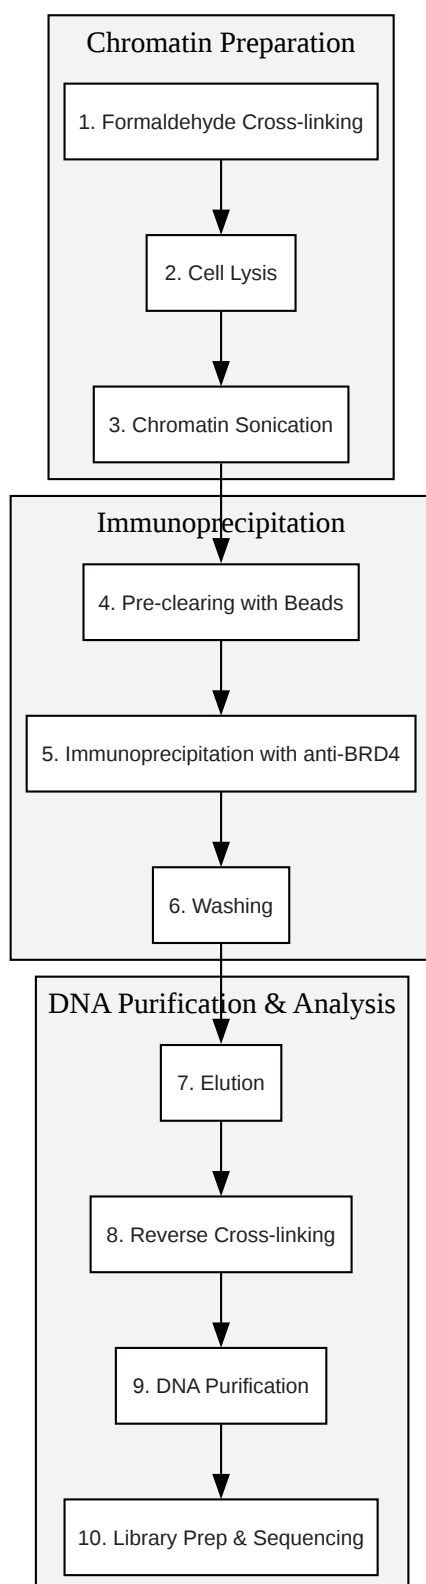 Chromatin Preparation
1. Formaldehyde Cross-linking
2. Cell Lysis
3. Chromatin Sonication
Immunoprecipitation
4. Pre-clearing with Beads
5. Immunoprecipitation with anti-BRD4
6. Washing
DNA Purification & Analysis
7. Elution
8. Reverse Cross-linking
9. DNA Purification
10. Library Prep & Sequencing